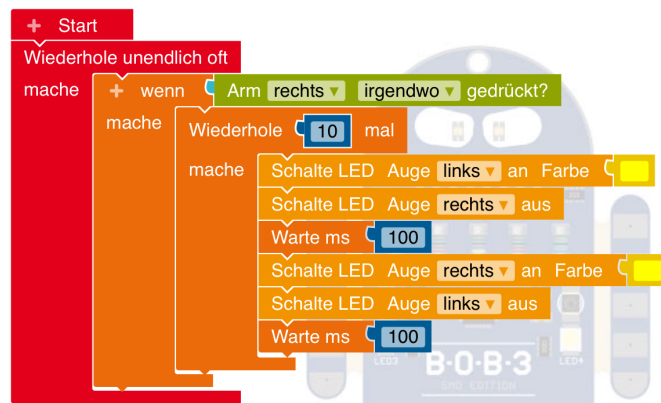 + Start
Wiederhole unendlich oft
mache + wenn Arm rechts irgendwo gedrückt?
mache Wiederhole 10 mal
mache Schalte LED Auge links an Farbe
Schalte LED Auge rechts aus
Warte ms 100
Schalte LED Auge rechts an Farbe
Schalte LED Auge links aus
Warte ms 100
LED3 B-O-B-3 LED4
SMD EDITION